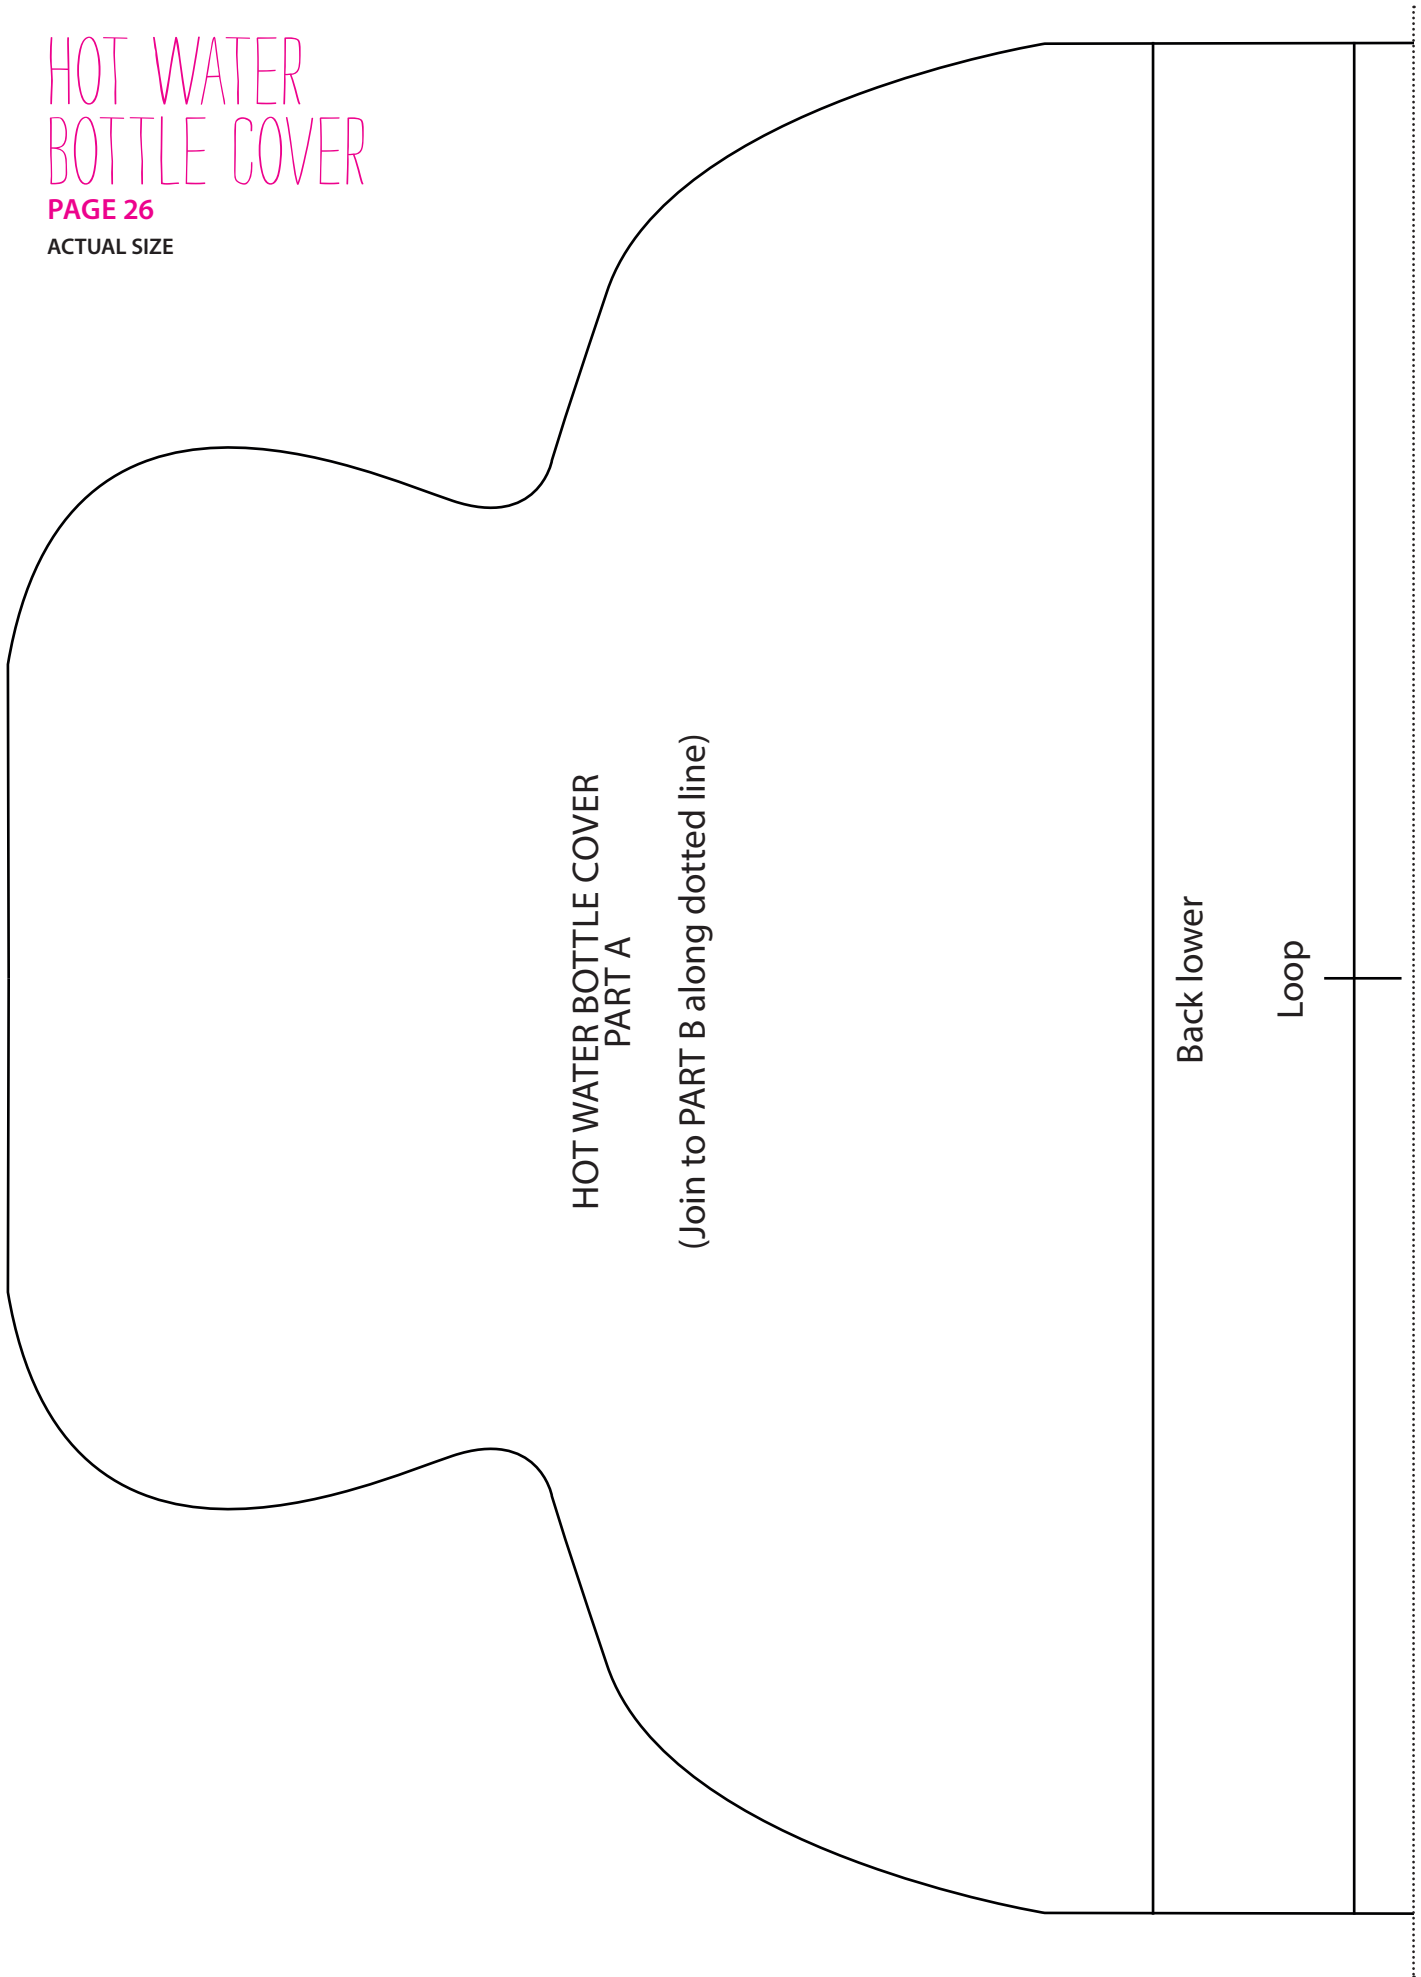 HOT WATER
BOTTLE COVER
PAGE 26
ACTUAL SIZE
HOT WATER BOTTLE COVER
PART A
(Join to PART B along dotted line)
Back lower
Loop